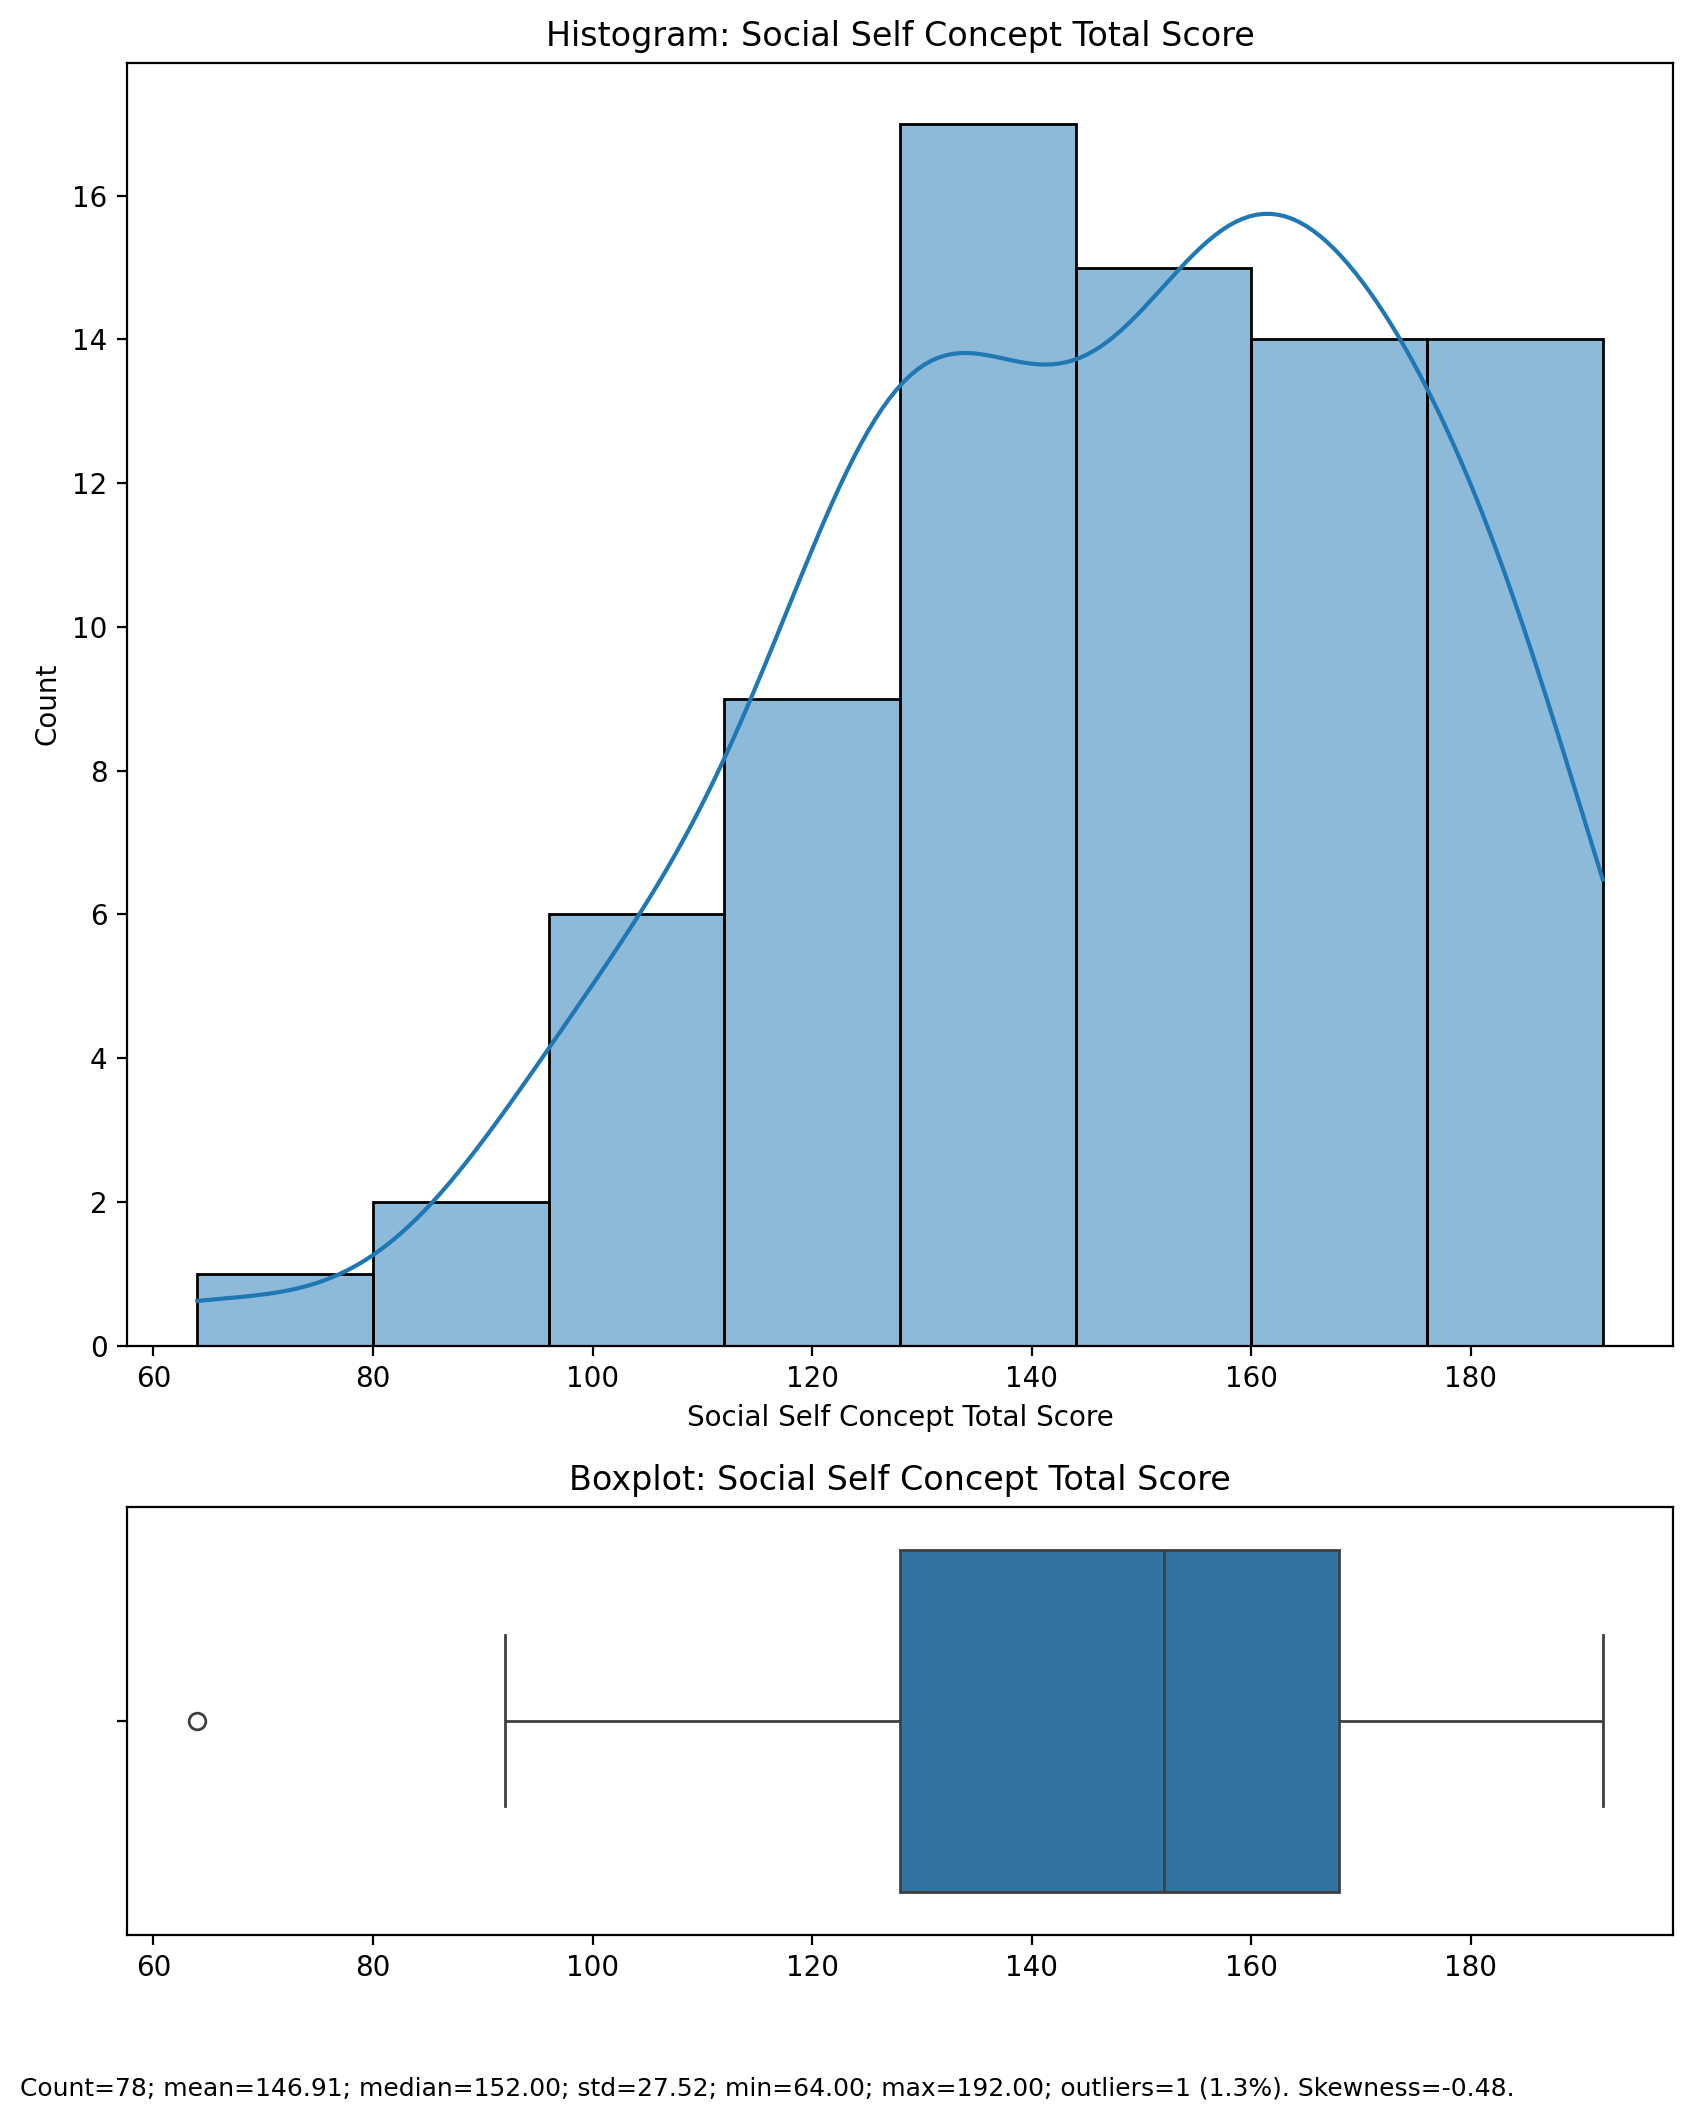 Histogram: Social Self Concept Total Score
16
14
12
10
8
6
4
2
0
Count
60 80 100 120 140 160 180
Social Self Concept Total Score
Boxplot: Social Self Concept Total Score
60 80 100 120 140 160 180
Count=78; mean=146.91; median=152.00; std=27.52; min=64.00; max=192.00; outliers=1 (1.3%). Skewness=-0.48.